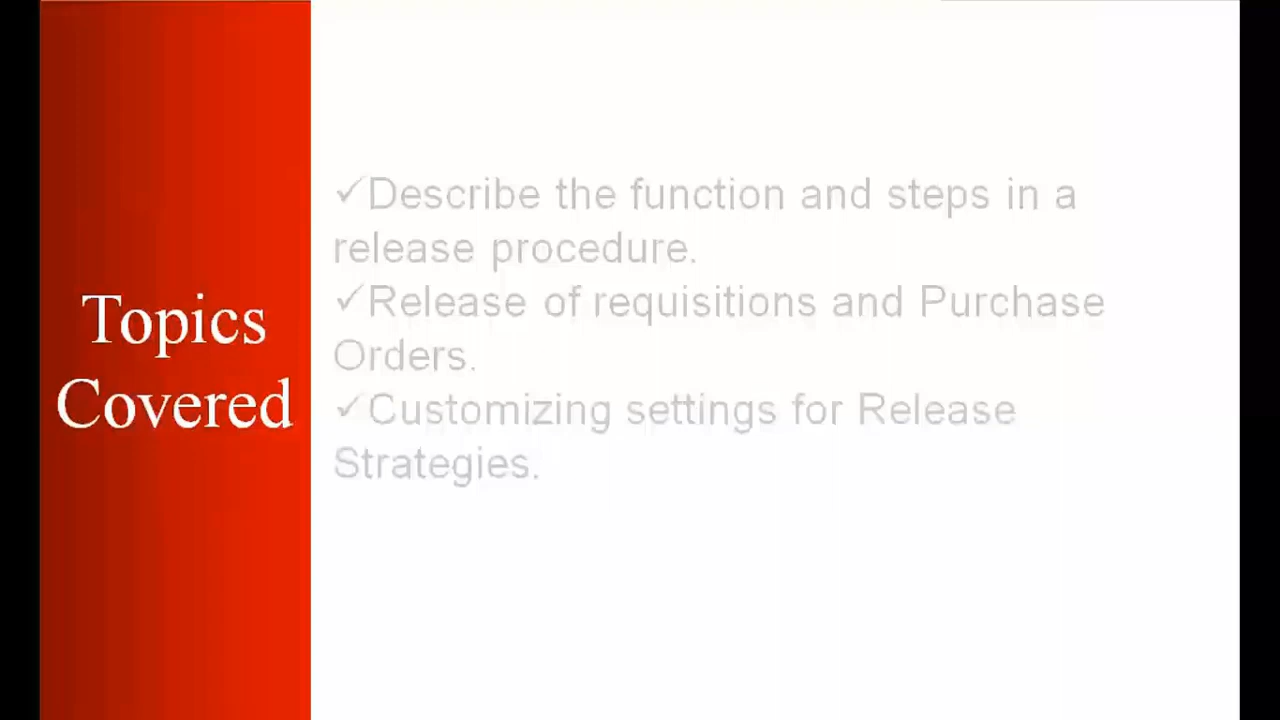 Topics
Covered
✓Describe the function and steps in a
release procedure.
✓Release of requisitions and Purchase
Orders.
✓Customizing settings for Release
Strategies.